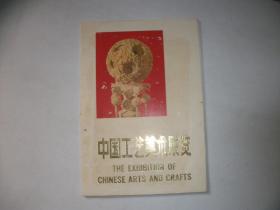 中国工艺美术展览
THE EXHIBITION OF
CHINESE ARTS AND CRAFTS